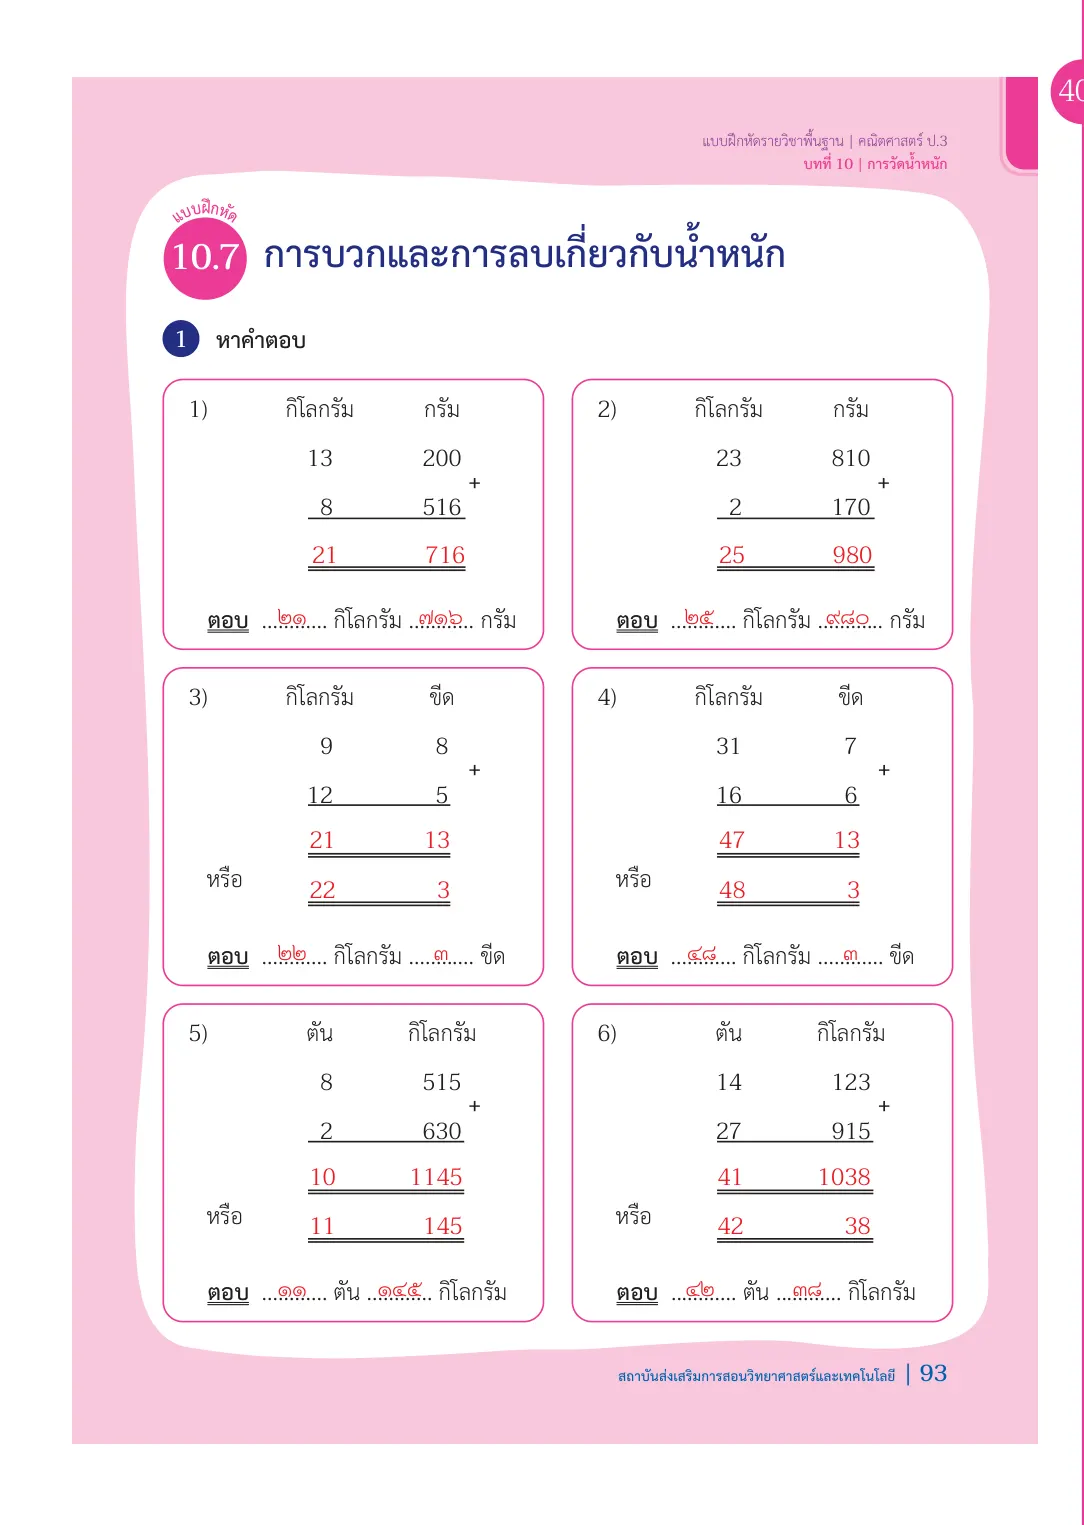 40
แบบฝึกหัดรายวิชาพื้นฐาน | คณิตศาสตร์ ป.3
บทที่ 10 | การวัดน้ำหนัก
แบบฝึกหัด
10.7 การบวกและการลบเกี่ยวกับน้ำหนัก
1 หาคำตอบ
1) กิโลกรัม กรัม
13 200
+
8 516
21 716
ตอบ ............ กิโลกรัม ............ กรัม
๒๑ ๗๑๖
2) กิโลกรัม กรัม
23 810
+
2 170
25 980
ตอบ ............ กิโลกรัม ............ กรัม
๒๕ ๙๘๐
3) กิโลกรัม ขีด
9 8
+
12 5
21 13
หรือ
22 3
ตอบ ............ กิโลกรัม ............ ขีด
๒๒ ๓
4) กิโลกรัม ขีด
31 7
+
16 6
47 13
หรือ
48 3
ตอบ ............ กิโลกรัม ............ ขีด
๔๘ ๓
5) ตัน กิโลกรัม
8 515
+
2 630
10 1145
หรือ
11 145
ตอบ ............ ตัน ............ กิโลกรัม
๑๑ ๑๔๕
6) ตัน กิโลกรัม
14 123
+
27 915
41 1038
หรือ
42 38
ตอบ ............ ตัน ............ กิโลกรัม
๔๒ ๓๘
สถาบันส่งเสริมการสอนวิทยาศาสตร์และเทคโนโลยี | 93